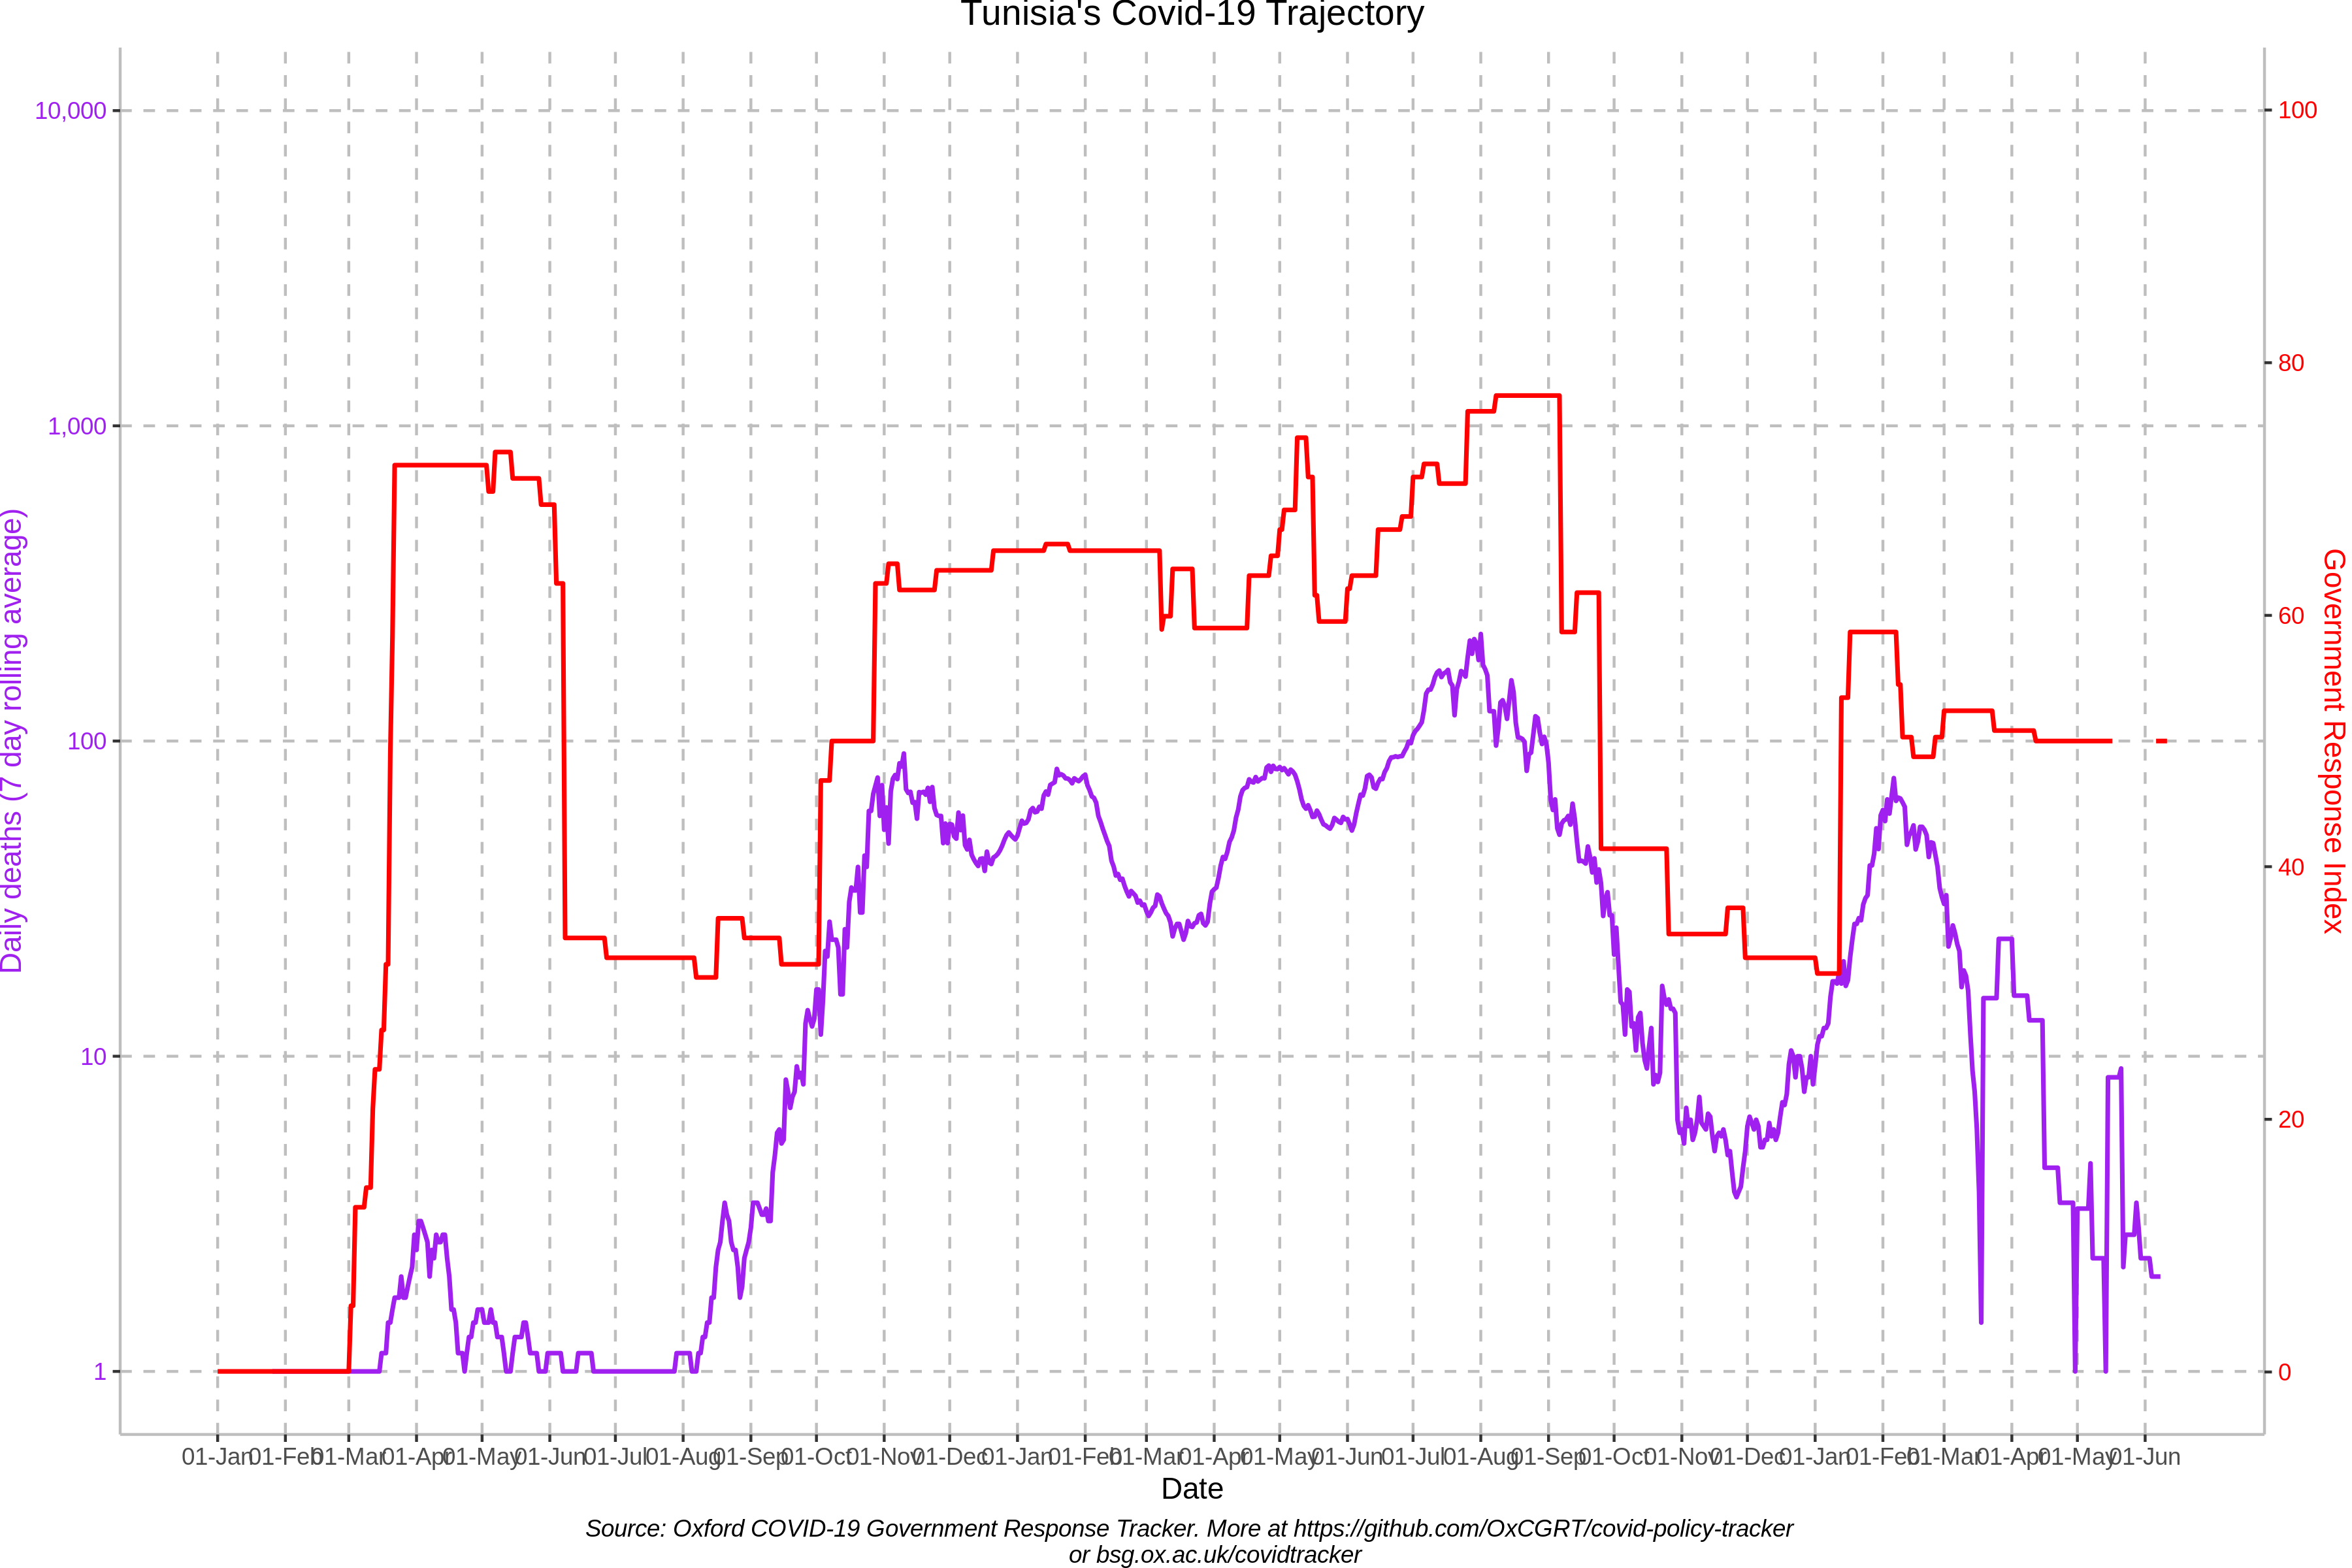 Tunisia's Covid-19 Trajectory
Daily deaths (7 day rolling average)
10,000
1,000
100
10
1
100
80
60
40
20
0
Government Response Index
01-Jan 01-Feb 01-Mar 01-Apr 01-May 01-Jun 01-Jul 01-Aug 01-Sep 01-Oct 01-Nov 01-Dec 01-Jan 01-Feb 01-Mar 01-Apr 01-May 01-Jun 01-Jul 01-Aug 01-Sep 01-Oct 01-Nov 01-Dec 01-Jan 01-Feb 01-Mar 01-Apr 01-May 01-Jun
Date
Source: Oxford COVID-19 Government Response Tracker. More at https://github.com/OxCGRT/covid-policy-tracker
or bsg.ox.ac.uk/covidtracker